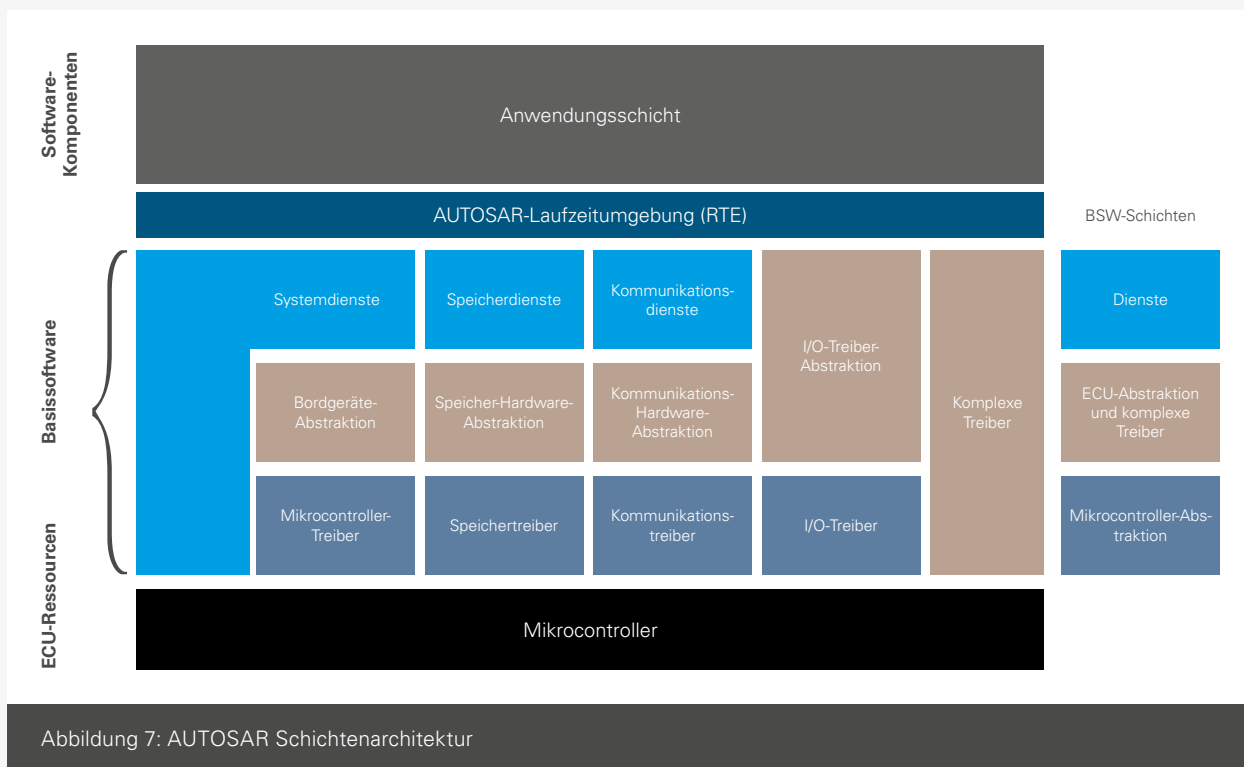 Software-
Komponenten
Anwendungsschicht
AUTOSAR-Laufzeitumgebung (RTE)
BSW-Schichten
Basissoftware
Systemdienste
Speicherdienste
Kommunikations-
dienste
I/O-Treiber-
Abstraktion
Komplexe
Treiber
Dienste
Bordgeräte-
Abstraktion
Speicher-Hardware-
Abstraktion
Kommunikations-
Hardware-
Abstraktion
ECU-Abstraktion
und komplexe
Treiber
Mikrocontroller-
Treiber
Speichertreiber
Kommunikations-
treiber
I/O-Treiber
Mikrocontroller-Abs-
traktion
ECU-Ressourcen
Mikrocontroller
Abbildung 7: AUTOSAR Schichtenarchitektur